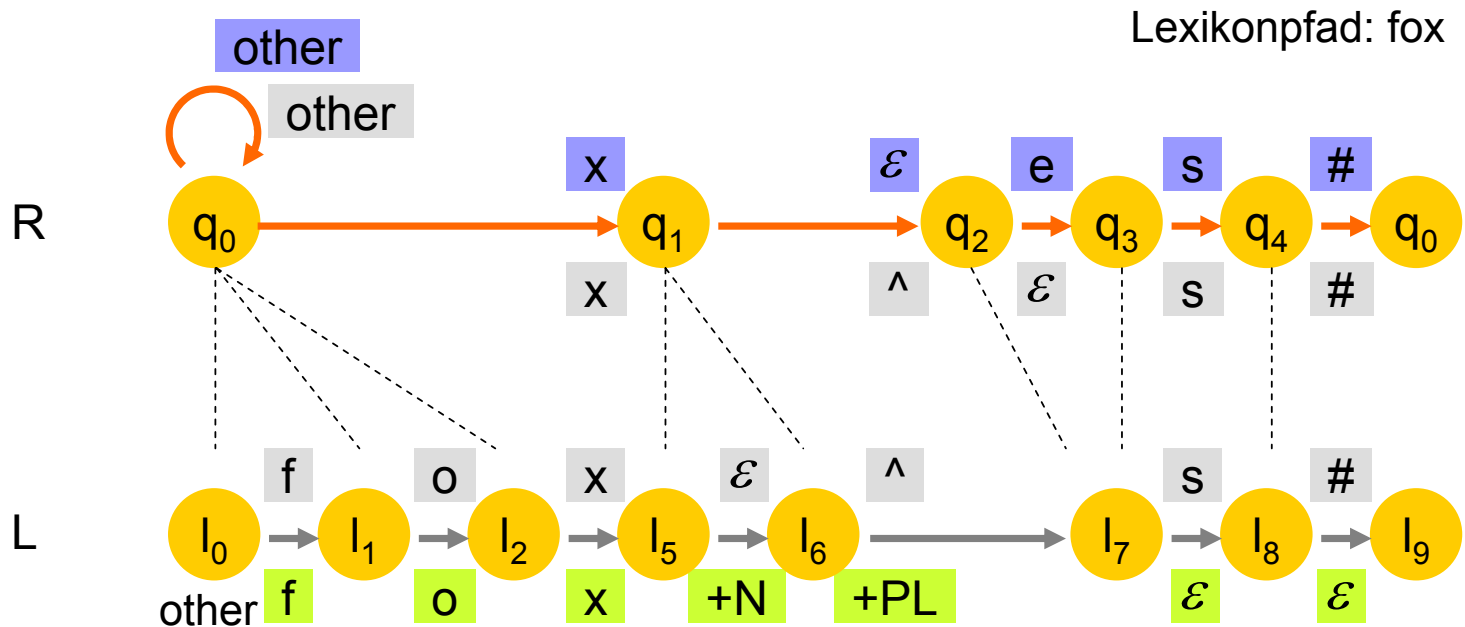 Lexikonpfad: fox
other
other
x ε e s #
R q₀ q₁ q₂ q₃ q₄ q₀
x ^ ε s #
f o x ε ^ s #
L l₀ l₁ l₂ l₅ l₆ l₇ l₈ l₉
other f o x +N +PL ε ε